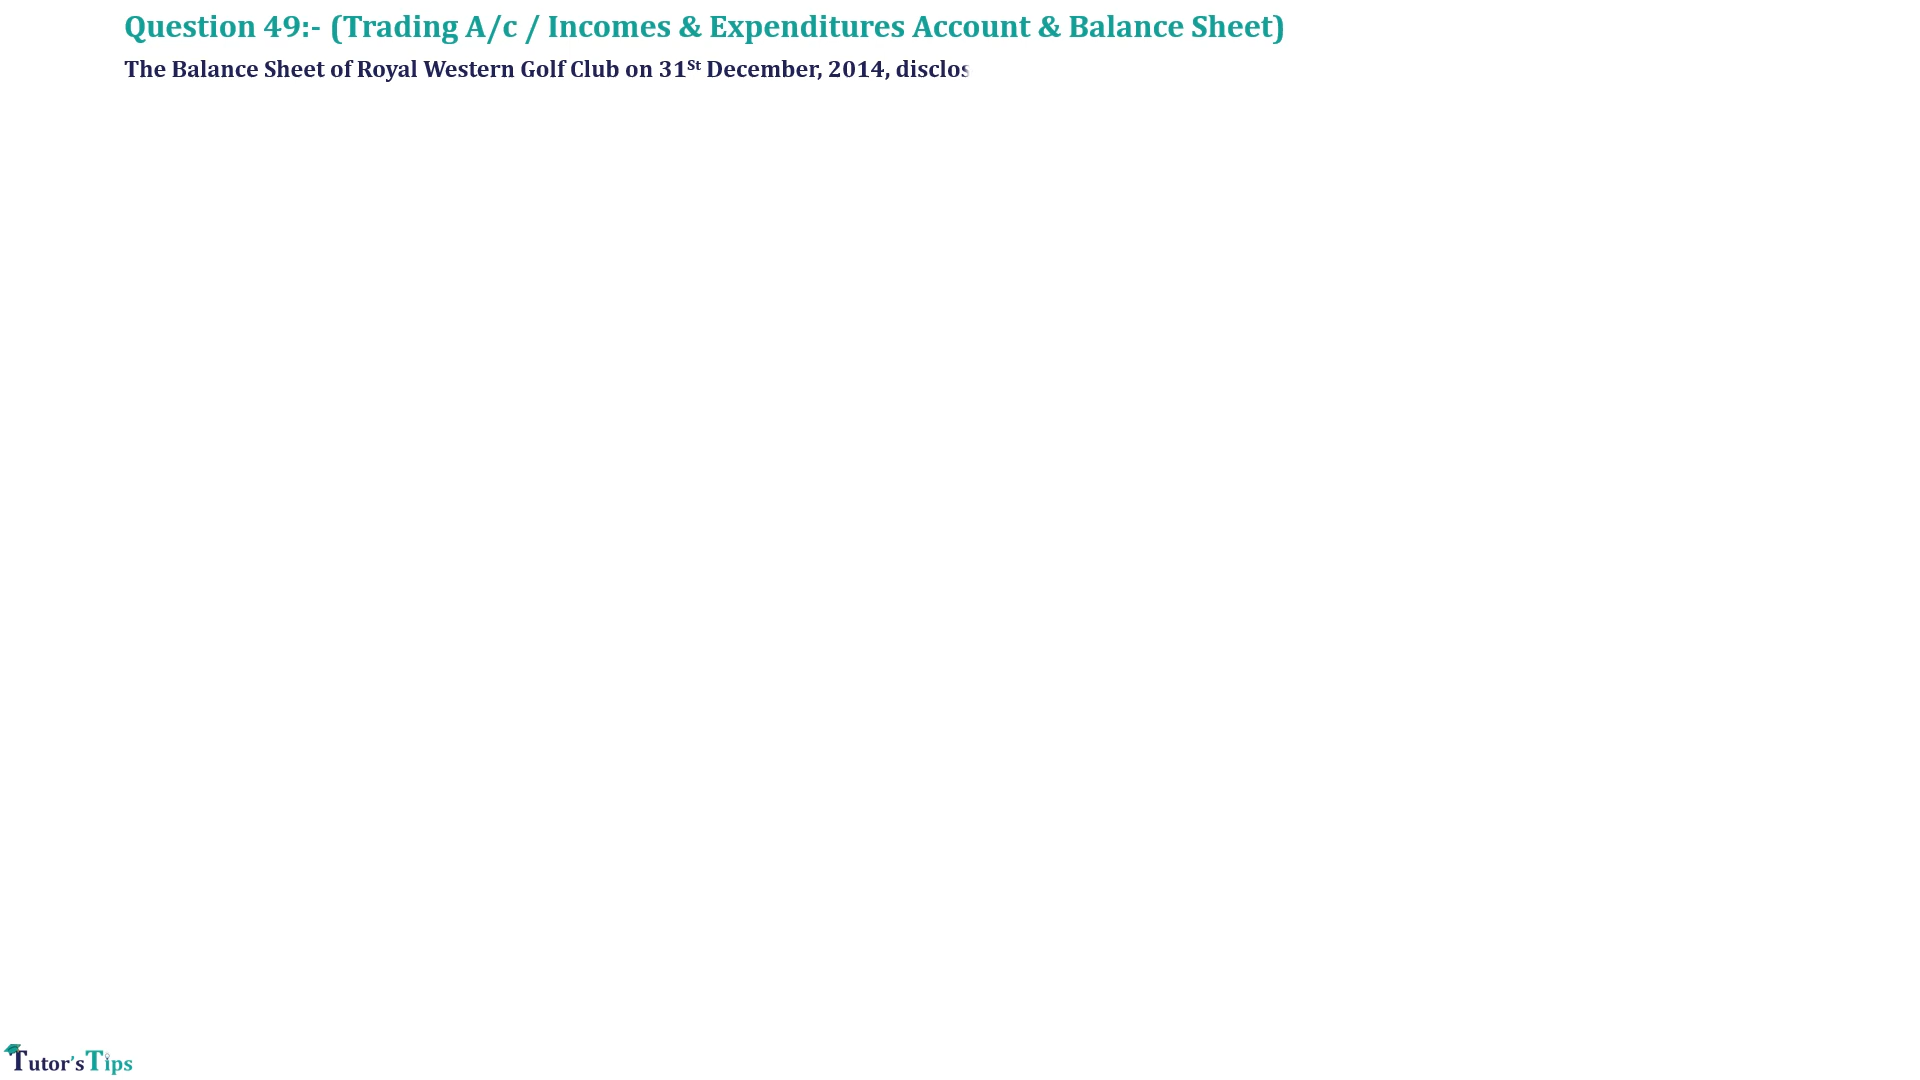 Question 49:- (Trading A/c / Incomes & Expenditures Account & Balance Sheet)
The Balance Sheet of Royal Western Golf Club on 31St December, 2014,
Tutor'sTips